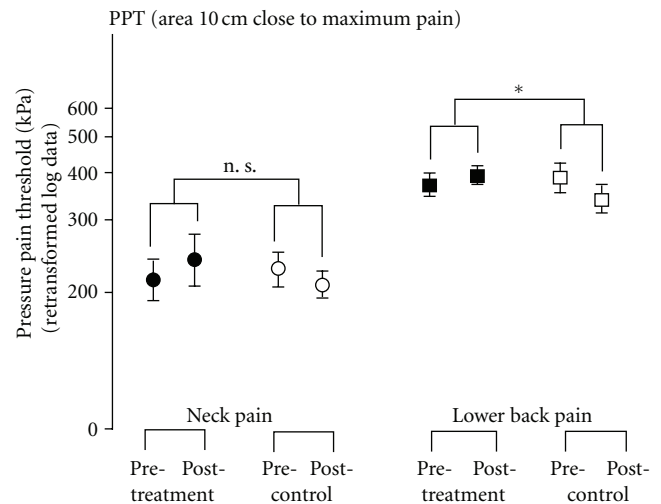 PPT (area 10 cm close to maximum pain)
Pressure pain threshold (kPa)
(retransformed log data)
600
500
400
300
200
0
n. s.
*
Neck pain
Lower back pain
Pre- Post- Pre- Post- Pre- Post- Pre- Post-
treatment control treatment control